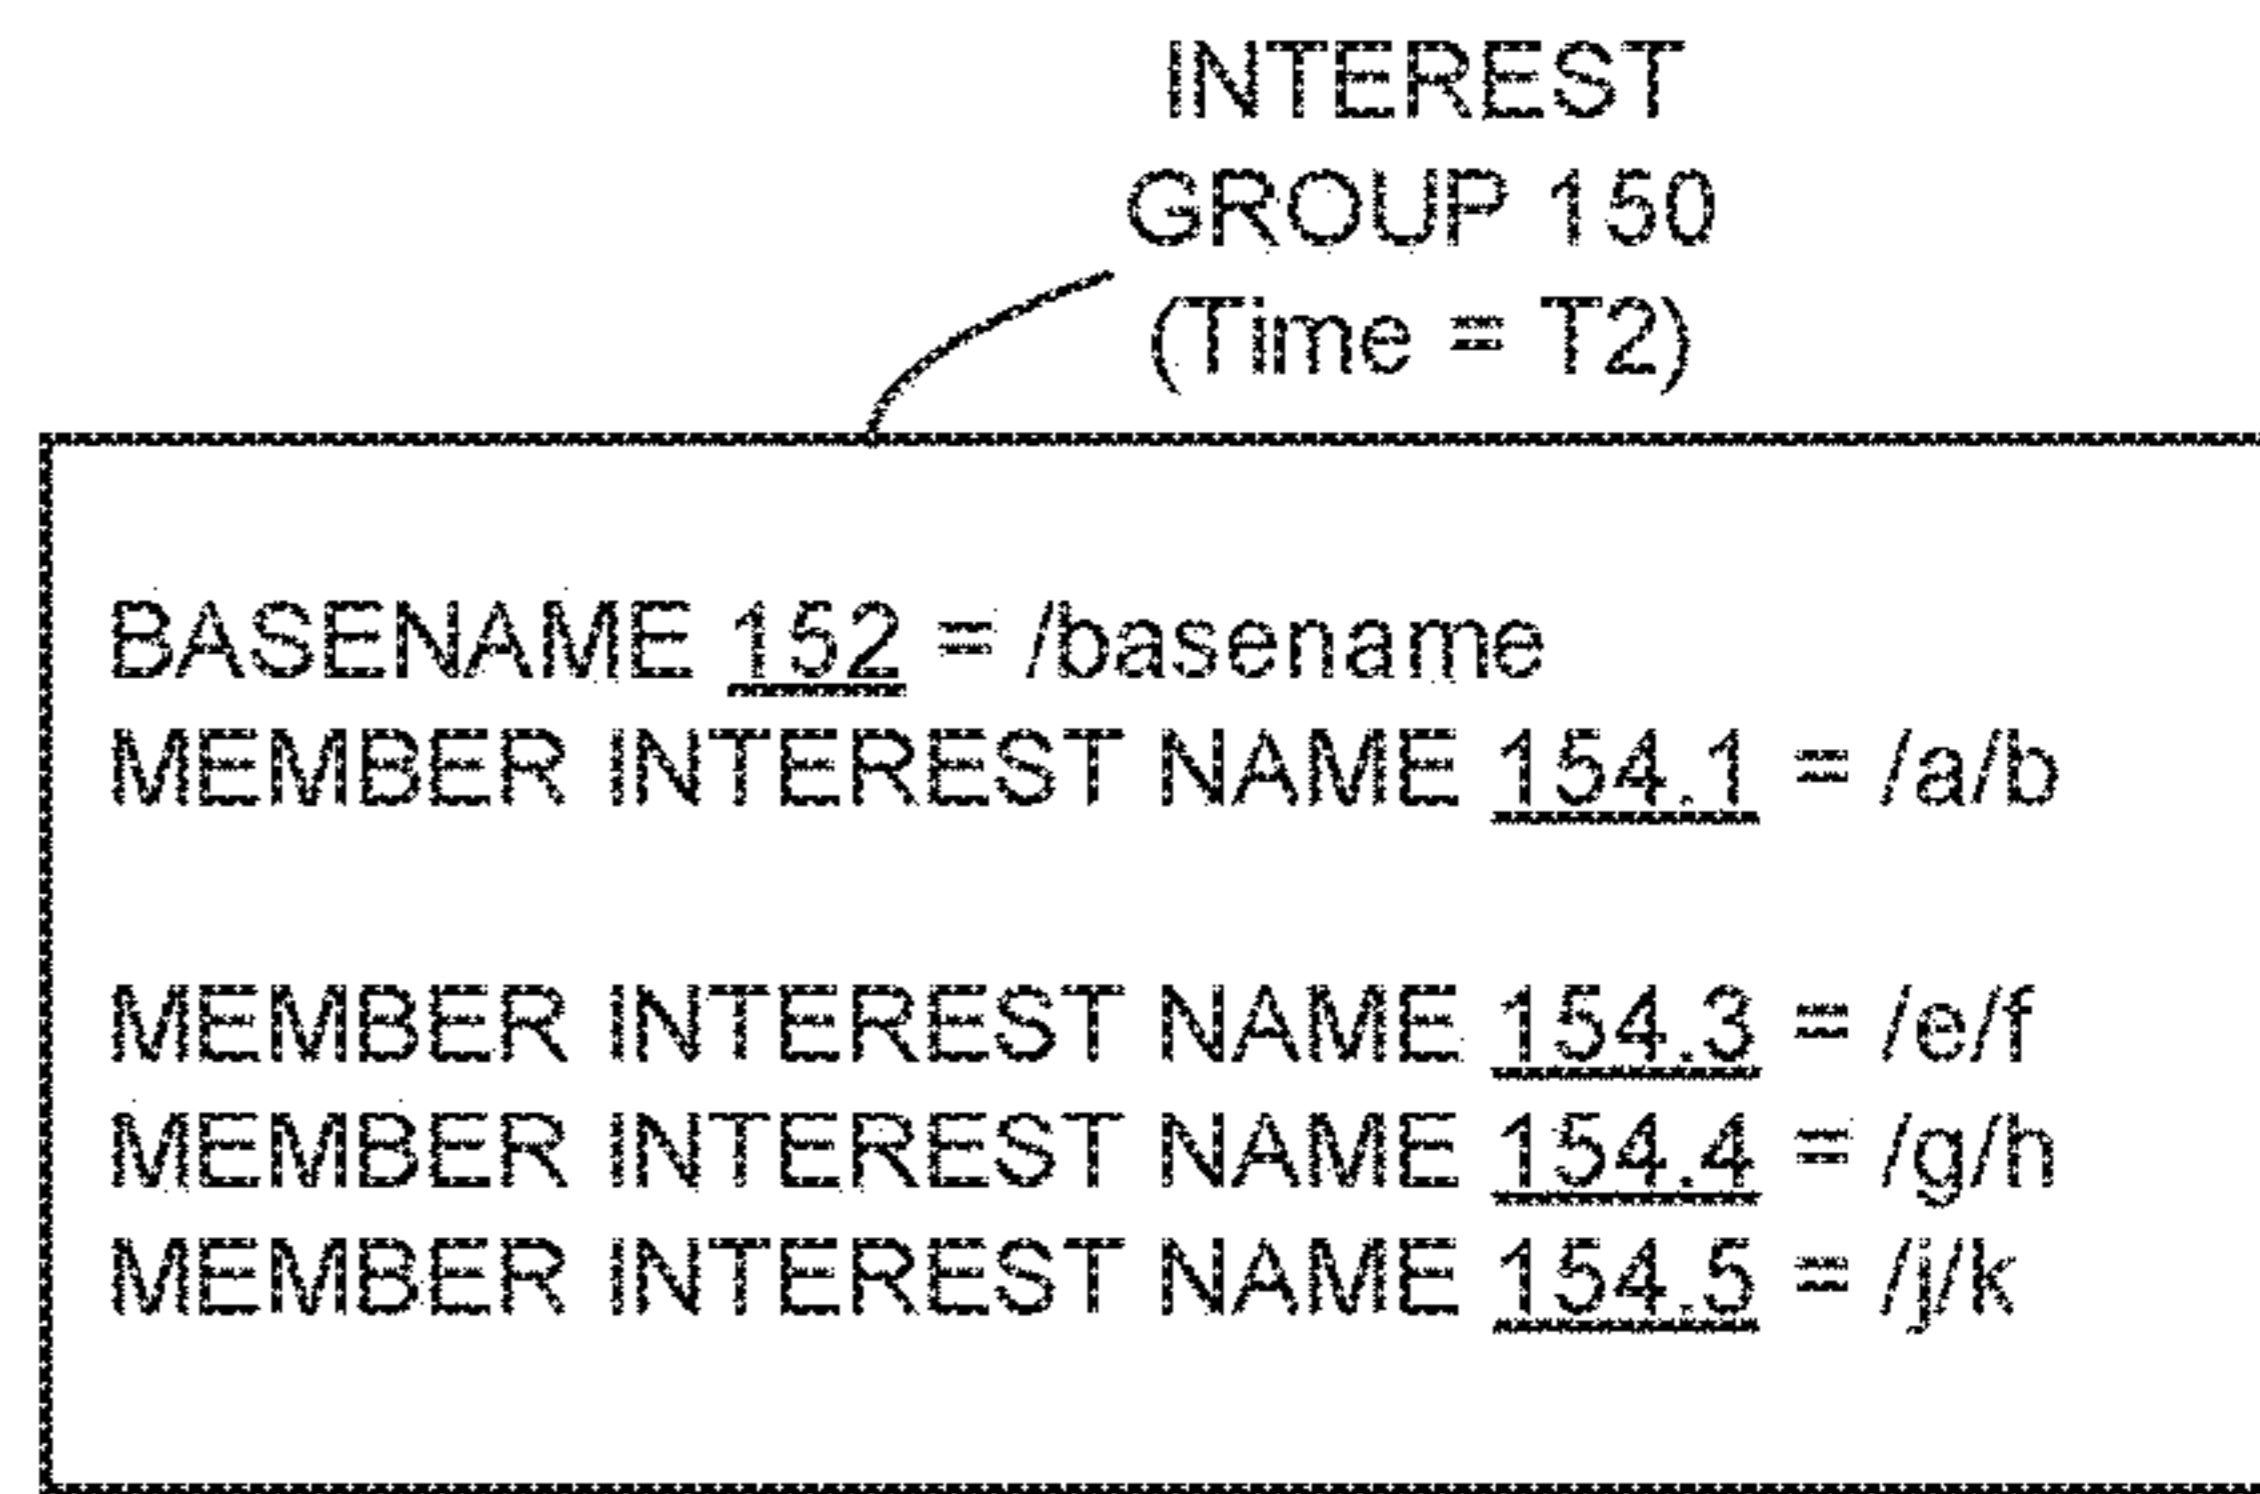 INTEREST
GROUP 150
(Time = T2)
BASENAME 152 = /basename
MEMBER INTEREST NAME 154.1 = /a/b
MEMBER INTEREST NAME 154.3 = /e/f
MEMBER INTEREST NAME 154.4 = /g/h
MEMBER INTEREST NAME 154.5 = /j/k